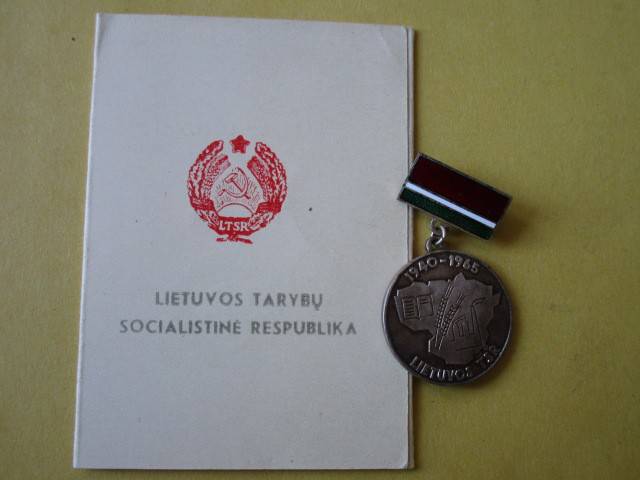 LTSR
LIETUVOS TARYBŲ
SOCIALISTINĖ RESPUBLIKA
1940-1965
LIETUVOS TSR